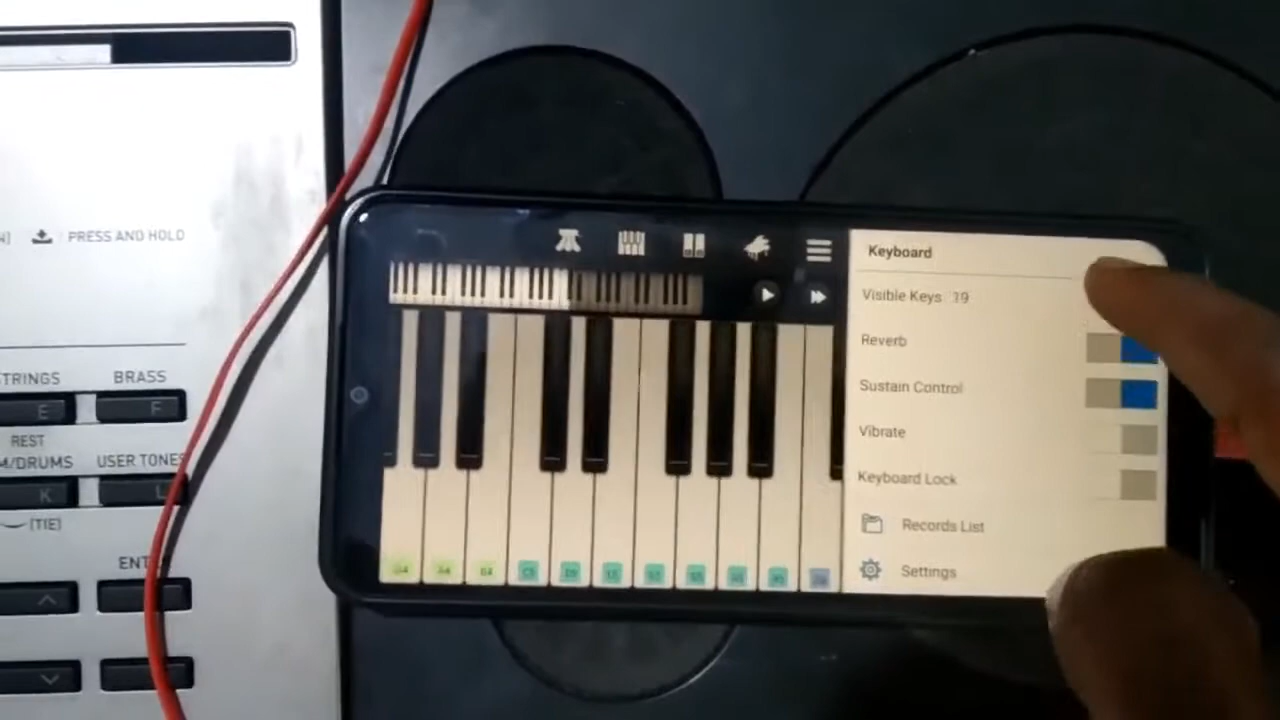 PRESS AND HOLD
TRINGS
BRASS
E
F
REST
M/DRUMS
USER TONES
K
L
(TIE)
ENT
Keyboard
Visible Keys 19
Reverb
Sustain Control
Vibrate
Keyboard Lock
Records List
Settings